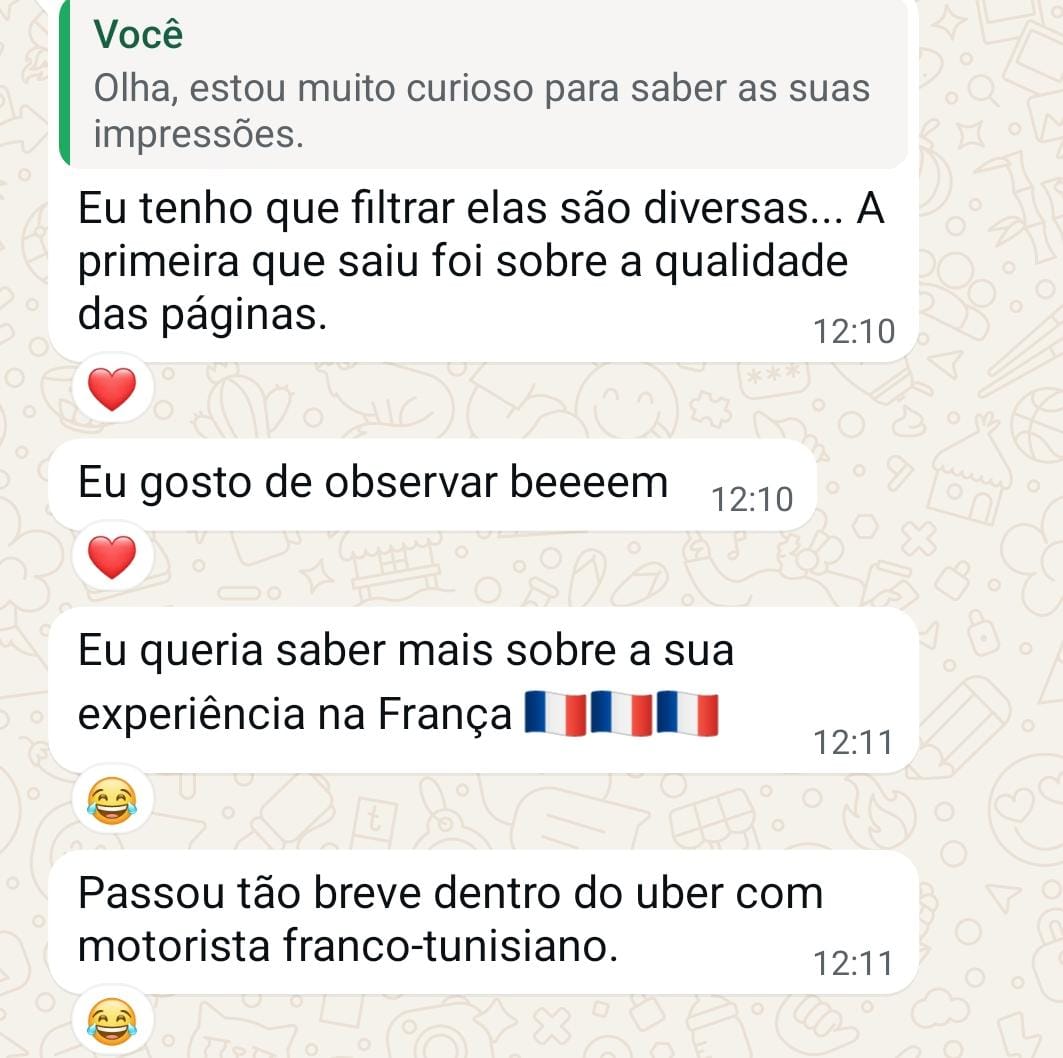 Você
Olha, estou muito curioso para saber as suas
impressões.
Eu tenho que filtrar elas são diversas... A
primeira que saiu foi sobre a qualidade
das páginas.
12:10
Eu gosto de observar beeeem
12:10
Eu queria saber mais sobre a sua
experiência na França 🇫🇷🇫🇷🇫🇷
12:11
Passou tão breve dentro do uber com
motorista franco-tunisiano.
12:11